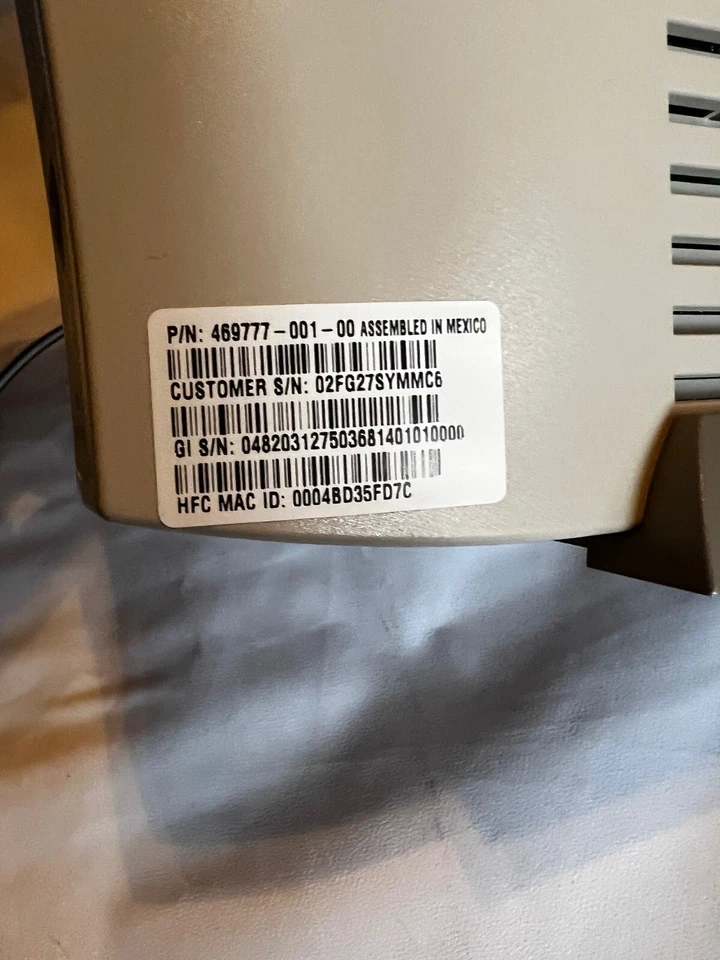 P/N: 469777-001-00 ASSEMBLED IN MEXICO
CUSTOMER S/N: 02FG27SYMMC6
GI S/N: 048203127503681401010000
HFC MAC ID: 0004BD35FD7C